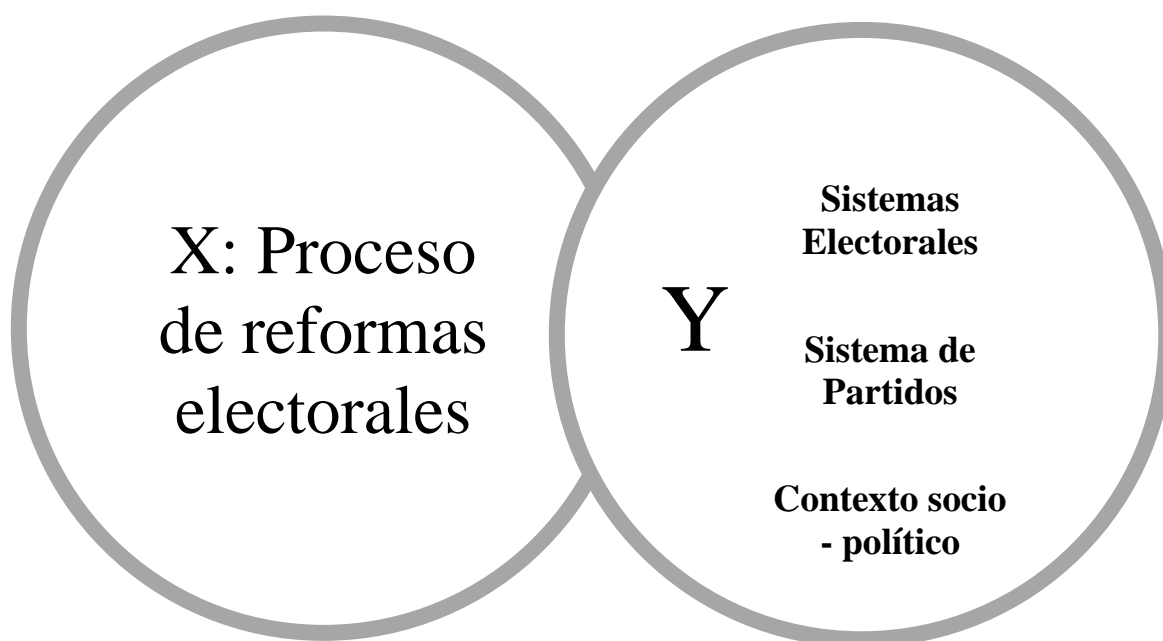 X: Proceso
de reformas
electorales
Y
Sistemas
Electorales
Sistema de
Partidos
Contexto socio
- político